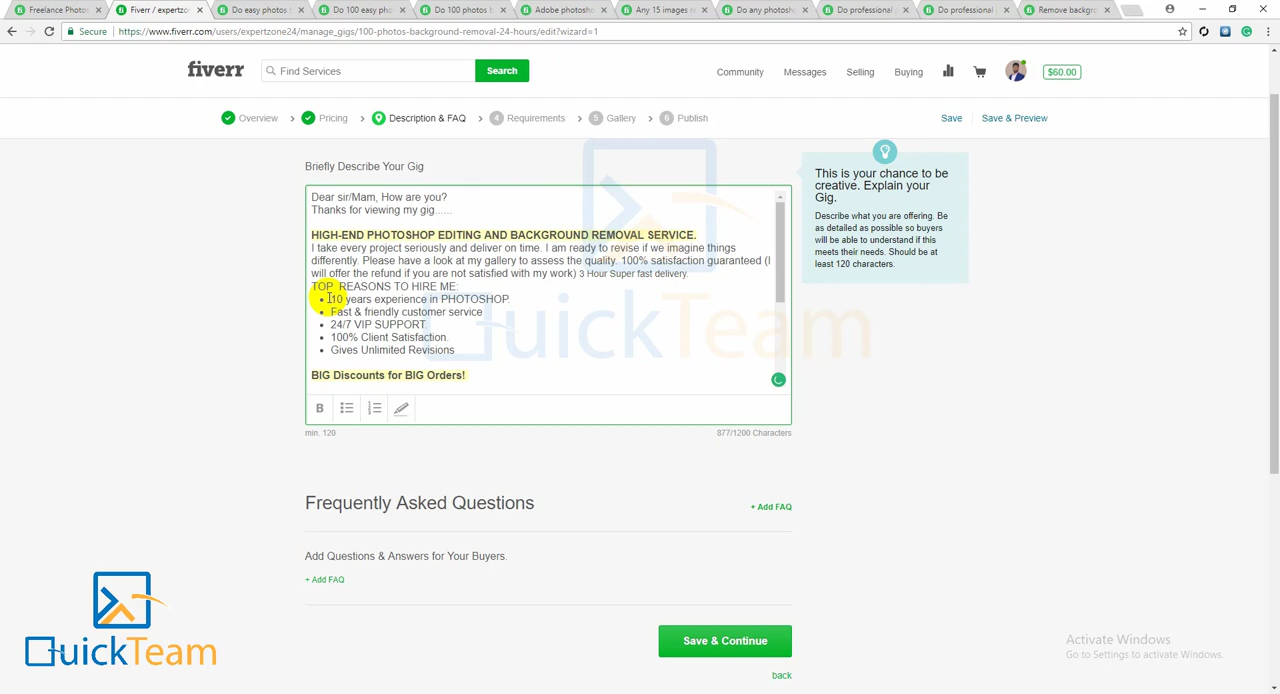 Freelance Photos
Fiverr / expertzon
Do easy photos b
Do 100 easy pho
Do 100 photos b
Adobe photosho
Any 15 images re
Do any photosh
Do professional
Do professional
Remove backgro
Secure
https://www.fiverr.com/users/expertzone24/manage_gigs/100-photos-background-removal-24-hours/edit?wizard=1
fiverr
Find Services
Search
Community
Messages
Selling
Buying
$60.00
Overview
Pricing
Description & FAQ
4 Requirements
5 Gallery
6 Publish
Save
Save & Preview
Briefly Describe Your Gig
Dear sir/Mam, How are you?
Thanks for viewing my gig......
HIGH-END PHOTOSHOP EDITING AND BACKGROUND REMOVAL SERVICE.
I take every project seriously and deliver on time. I am ready to revise if we imagine things
differently. Please have a look at my gallery to assess the quality. 100% satisfaction guaranteed (I
will offer the refund if you are not satisfied with my work) 3 Hour Super fast delivery.
TOP REASONS TO HIRE ME:
• 10 years experience in PHOTOSHOP.
• Fast & friendly customer service
• 24/7 VIP SUPPORT.
• 100% Client Satisfaction.
• Gives Unlimited Revisions
BIG Discounts for BIG Orders!
B
min. 120
877/1200 Characters
This is your chance to be
creative. Explain your
Gig.
Describe what you are offering. Be
as detailed as possible so buyers
will be able to understand if this
meets their needs. Should be at
least 120 characters.
QuickTeam
Frequently Asked Questions
+ Add FAQ
Add Questions & Answers for Your Buyers.
+ Add FAQ
Save & Continue
back
QuickTeam
Activate Windows
Go to Settings to activate Windows.